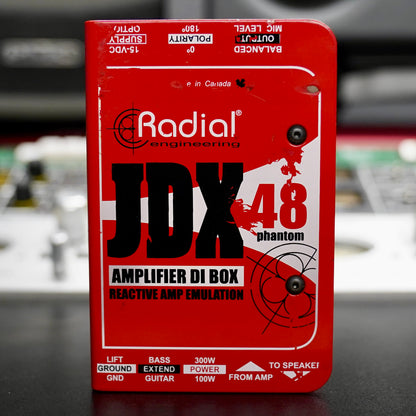 15-VDC SUPPLY OPTIO
0° POLARITY 180°
BALANCED OUTPUT MIC LEVEL
e in Canada
Radial®
engineering
JDX 48
phantom
AMPLIFIER DI BOX
REACTIVE AMP EMULATION
LIFT BASS 300W
GROUND EXTEND POWER FROM AMP TO SPEAKER
GND GUITAR 100W